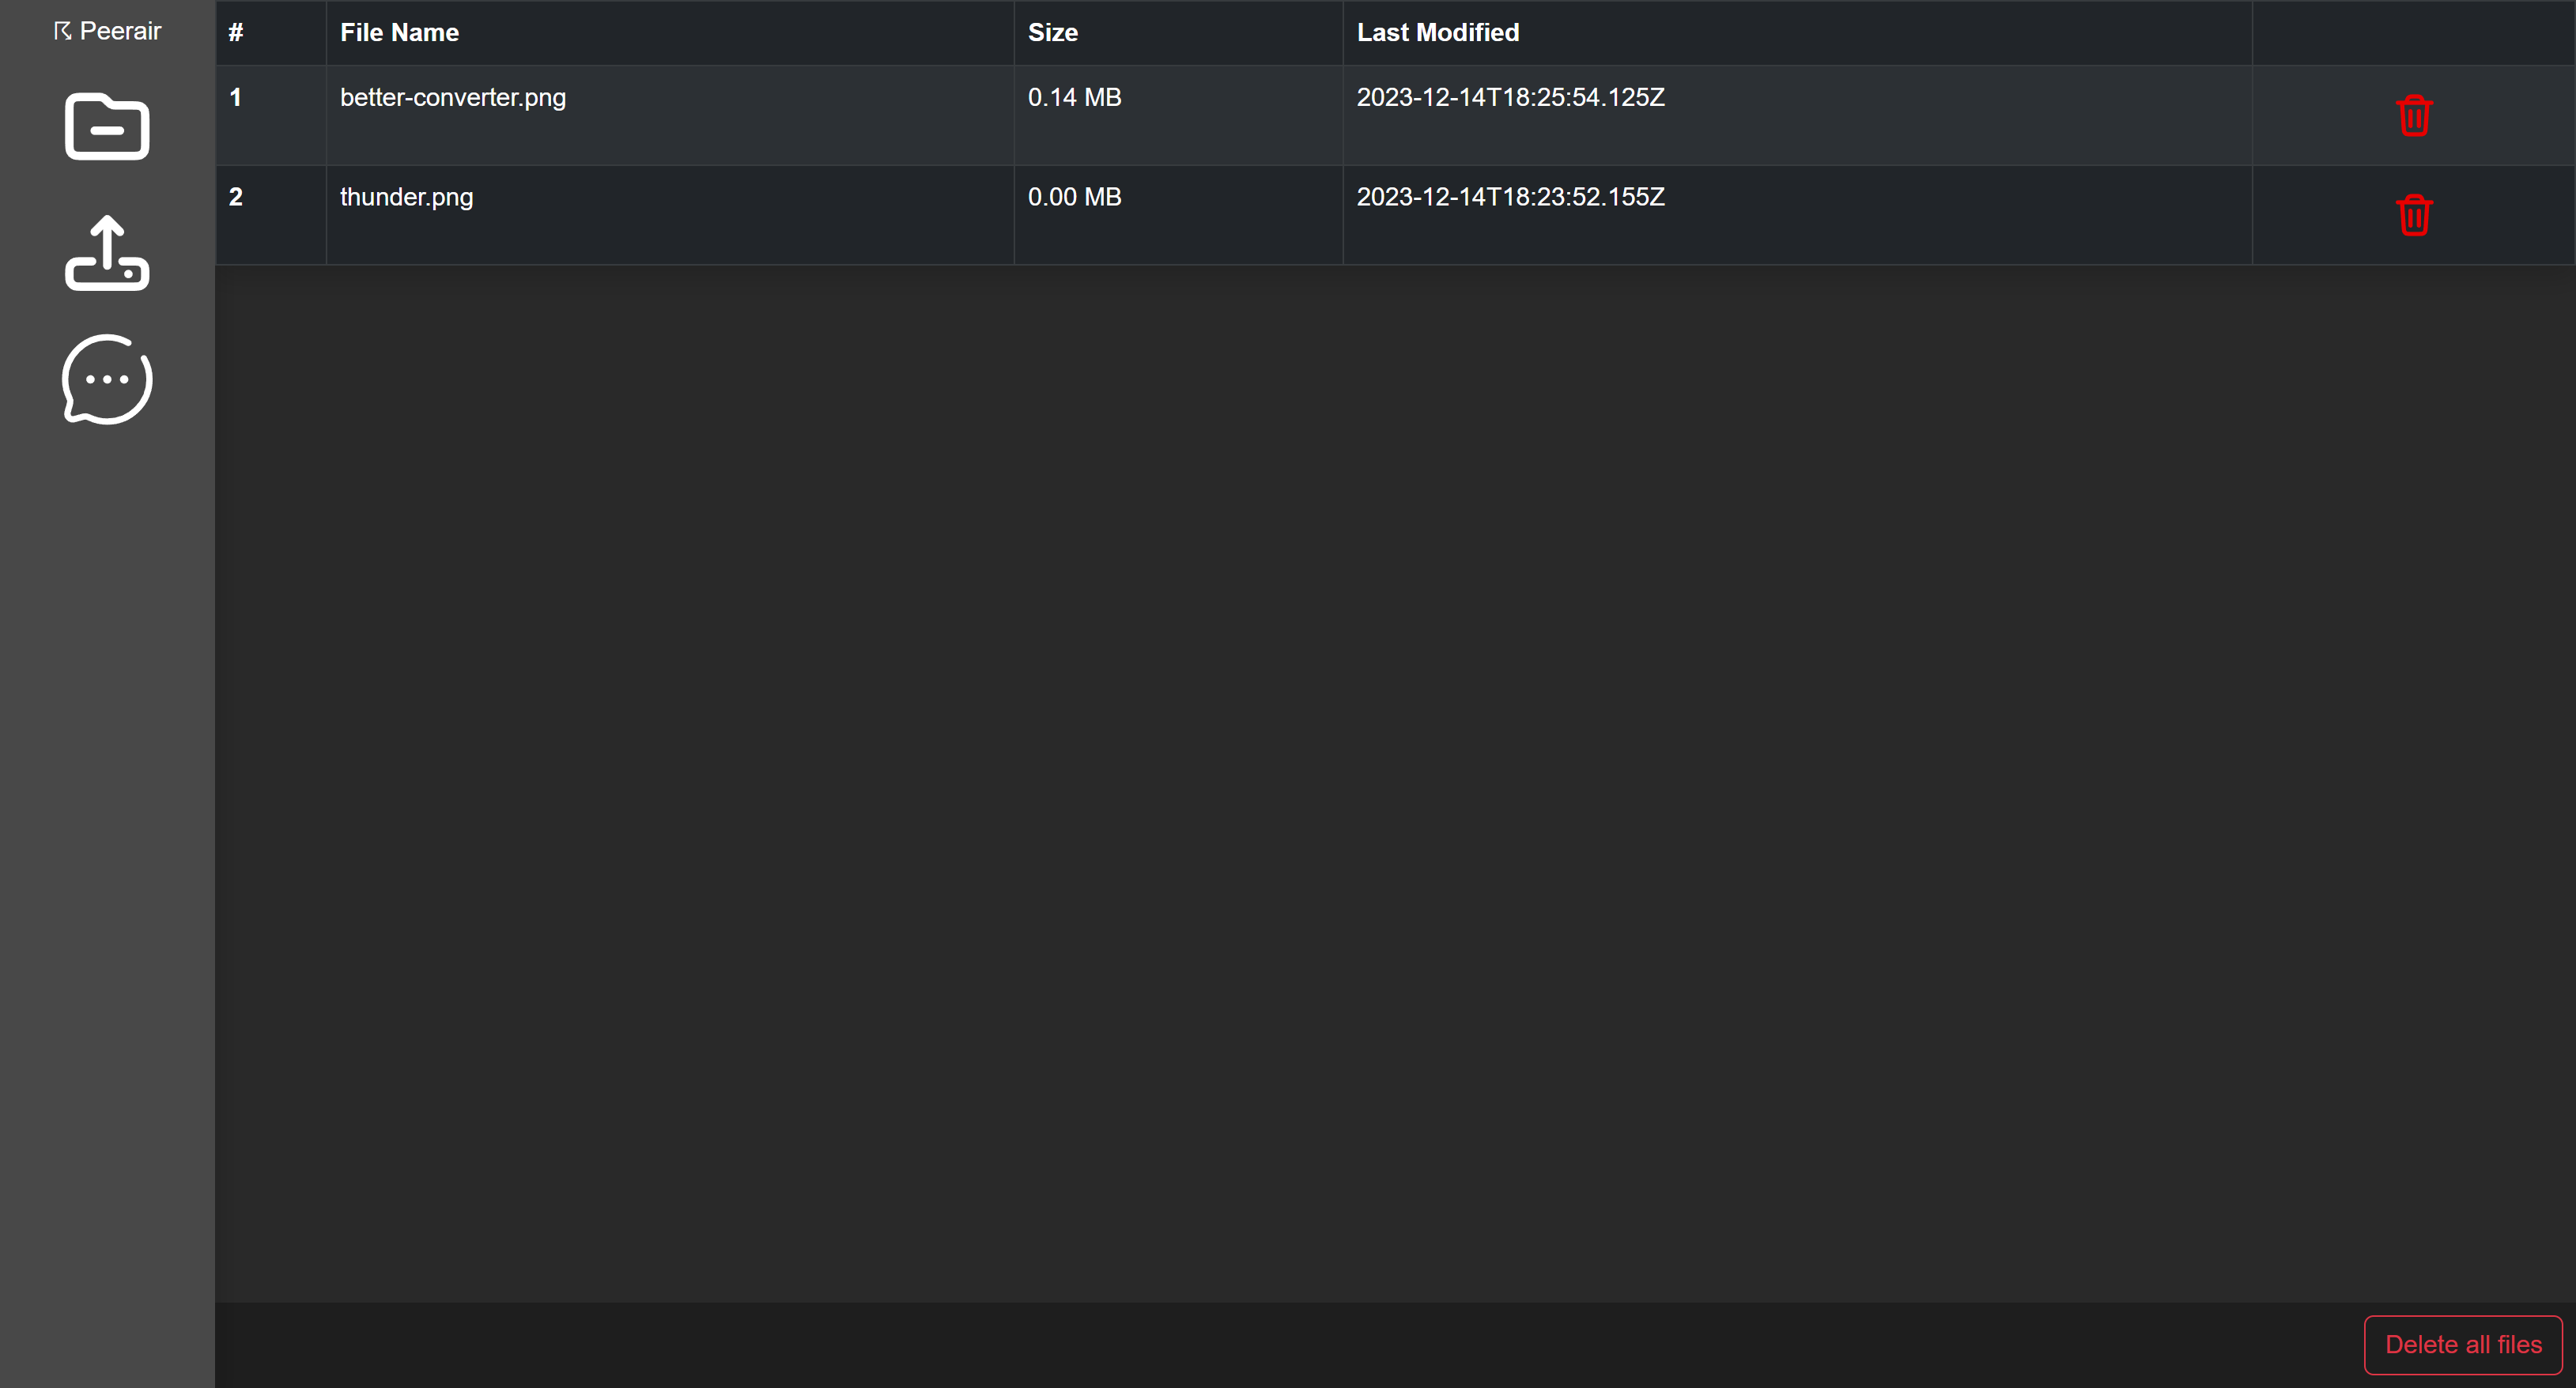 ☈ Peerair
# File Name Size Last Modified
1 better-converter.png 0.14 MB 2023-12-14T18:25:54.125Z
2 thunder.png 0.00 MB 2023-12-14T18:23:52.155Z
Delete all files